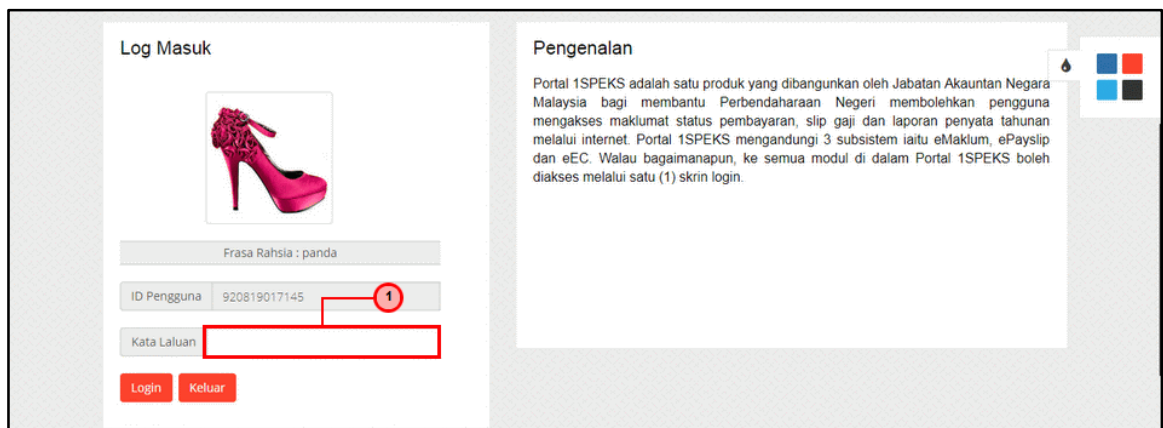 Log Masuk
Frasa Rahsia : panda
ID Pengguna 920819017145
1
Kata Laluan
Login Keluar
Pengenalan
Portal 1SPEKS adalah satu produk yang dibangunkan oleh Jabatan Akauntan Negara
Malaysia bagi membantu Perbendaharaan Negeri membolehkan pengguna
mengakses maklumat status pembayaran, slip gaji dan laporan penyata tahunan
melalui internet. Portal 1SPEKS mengandungi 3 subsistem iaitu eMaklum, ePayslip
dan eEC. Walau bagaimanapun, ke semua modul di dalam Portal 1SPEKS boleh
diakses melalui satu (1) skrin login.